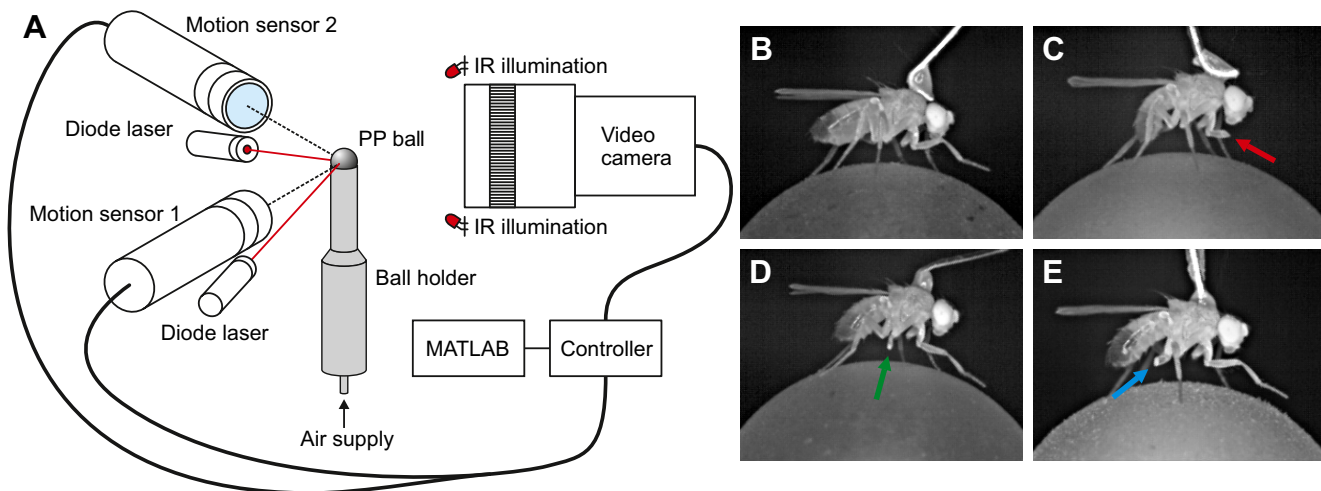 A
Motion sensor 2
IR illumination
Diode laser
PP ball
Video
camera
Motion sensor 1
IR illumination
Ball holder
Diode laser
MATLAB
Controller
Air supply
B
C
D
E